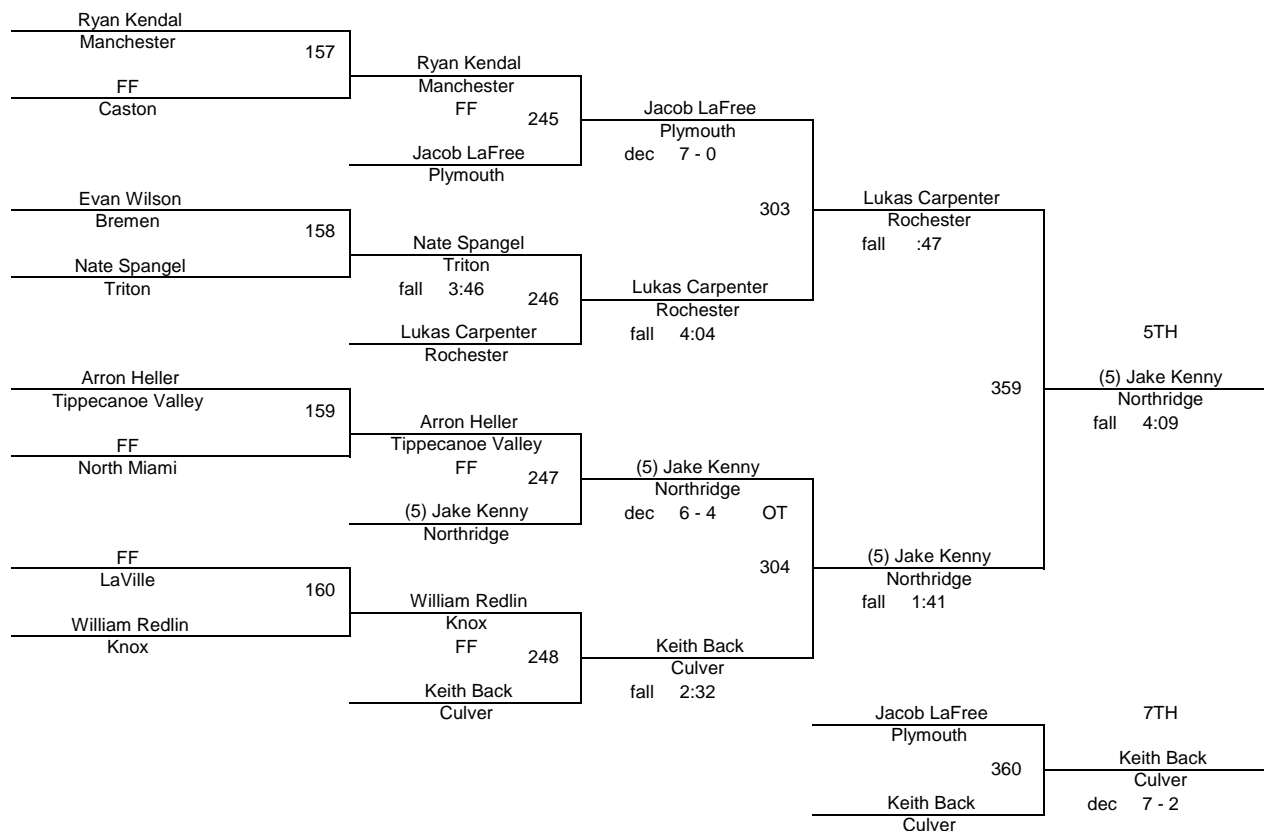 Ryan Kendal
Manchester
157
FF
Caston
Ryan Kendal
Manchester
FF
245
Jacob LaFree
Plymouth
Jacob LaFree
Plymouth
dec 7 - 0
Evan Wilson
Bremen
158
Nate Spangel
Triton
Nate Spangel
Triton
fall 3:46
246
Lukas Carpenter
Rochester
Lukas Carpenter
Rochester
fall 4:04
303
Lukas Carpenter
Rochester
fall :47
Arron Heller
Tippecanoe Valley
159
FF
North Miami
Arron Heller
Tippecanoe Valley
FF
247
(5) Jake Kenny
Northridge
(5) Jake Kenny
Northridge
dec 6 - 4 OT
FF
LaVille
160
William Redlin
Knox
William Redlin
Knox
FF
248
Keith Back
Culver
Keith Back
Culver
fall 2:32
304
(5) Jake Kenny
Northridge
fall 1:41
359
5TH
(5) Jake Kenny
Northridge
fall 4:09
Jacob LaFree
Plymouth
360
Keith Back
Culver
7TH
Keith Back
Culver
dec 7 - 2